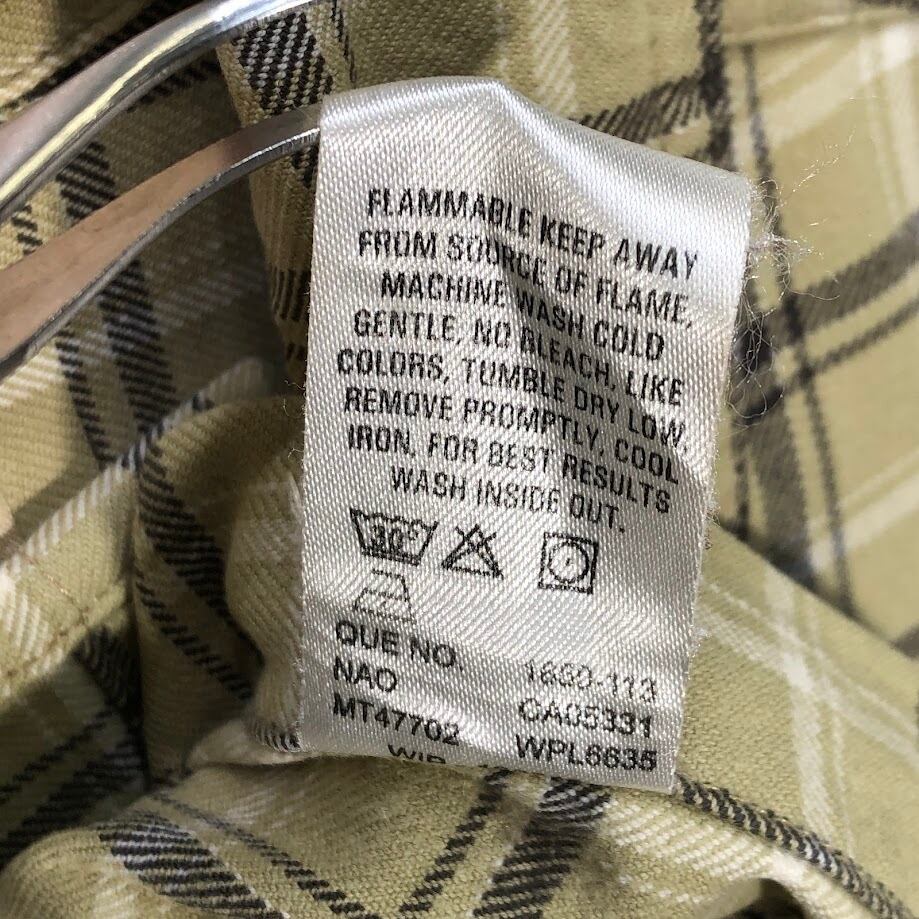 FLAMMABLE KEEP AWAY
FROM SOURCE OF FLAME,
MACHINE WASH COLD
GENTLE, NO BLEACH, LIKE
COLORS, TUMBLE DRY LOW,
REMOVE PROMPTLY, COOL
IRON, FOR BEST RESULTS
WASH INSIDE OUT.
30°
QUE NO. 1660-113
NAO CA05331
MT47702 WPL6635